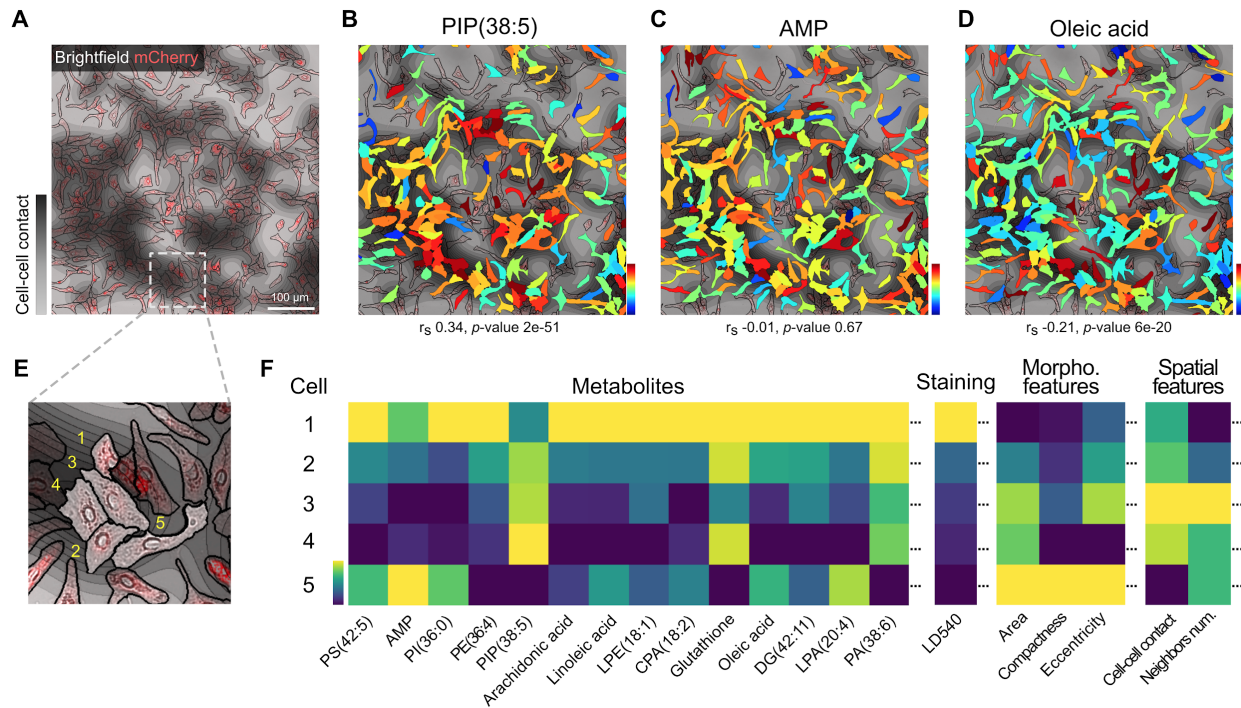 A
B
C
D
PIP(38:5)
AMP
Oleic acid
Brightfield mCherry
Cell-cell contact
100 µm
rS 0.34, p-value 2e-51
rS -0.01, p-value 0.67
rS -0.21, p-value 6e-20
E
1
3
4
5
2
F
Cell
Metabolites
Staining
Morpho.
features
Spatial
features
1
...
...
...
...
2
...
...
...
...
3
...
...
...
...
4
...
...
...
...
5
...
...
...
...
PS(42:5)
AMP
PI(36:0)
PE(36:4)
PIP(38:5)
Arachidonic acid
Linoleic acid
LPE(18:1)
CPA(18:2)
Glutathione
Oleic acid
DG(42:11)
LPA(20:4)
PA(38:6)
LD540
Area
Compactness
Eccentricity
Cell-cell contact
Neighbors num.